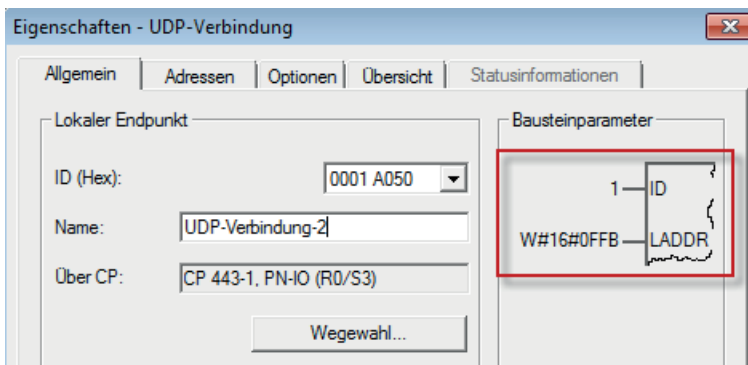 Eigenschaften - UDP-Verbindung
Allgemein Adressen Optionen Übersicht Statusinformationen
Lokaler Endpunkt
ID (Hex): 0001 A050
Name: UDP-Verbindung-2
Über CP: CP 443-1, PN-IO (R0/S3)
Wegewahl...
Bausteinparameter
1 ID
W#16#0FFB LADDR